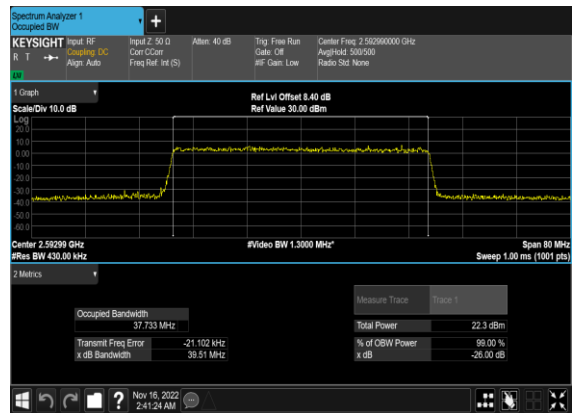 Spectrum Analyzer 1
Occupied BW
+
KEYSIGHT Input: RF Input Z: 50 Ω Atten: 40 dB Trig: Free Run Center Freq: 2.592990000 GHz
R T Coupling: DC Corr CCorr Gate: Off Avg|Hold: 500/500
Align: Auto Freq Ref: Int (S) #IF Gain: Low Radio Std: None
1 Graph
Ref Lvl Offset 8.40 dB
Scale/Div 10.0 dB Ref Value 30.00 dBm
Log
20.0
10.0
0.00
-10.0
-20.0
-30.0
-40.0
-50.0
-60.0
Center 2.59299 GHz #Video BW 1.3000 MHz* Span 80 MHz
#Res BW 430.00 kHz Sweep 1.00 ms (1001 pts)
2 Metrics
Measure Trace Trace 1
Occupied Bandwidth
37.733 MHz Total Power 22.3 dBm
Transmit Freq Error -21.102 kHz % of OBW Power 99.00 %
x dB Bandwidth 39.51 MHz x dB -26.00 dB
? Nov 16, 2022
2:41:24 AM